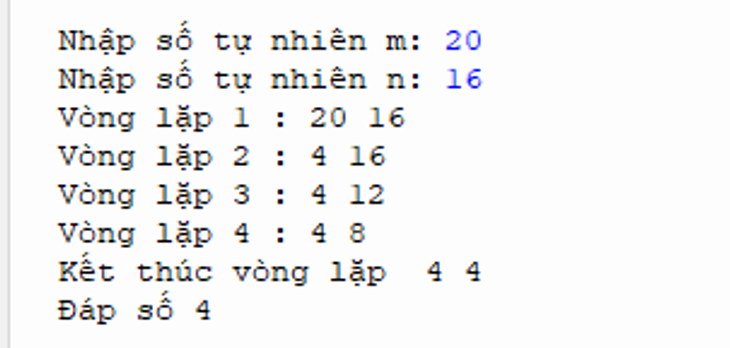 Nhập số tự nhiên m: 20
Nhập số tự nhiên n: 16
Vòng lặp 1 : 20 16
Vòng lặp 2 : 4 16
Vòng lặp 3 : 4 12
Vòng lặp 4 : 4 8
Kết thúc vòng lặp  4 4
Đáp số 4